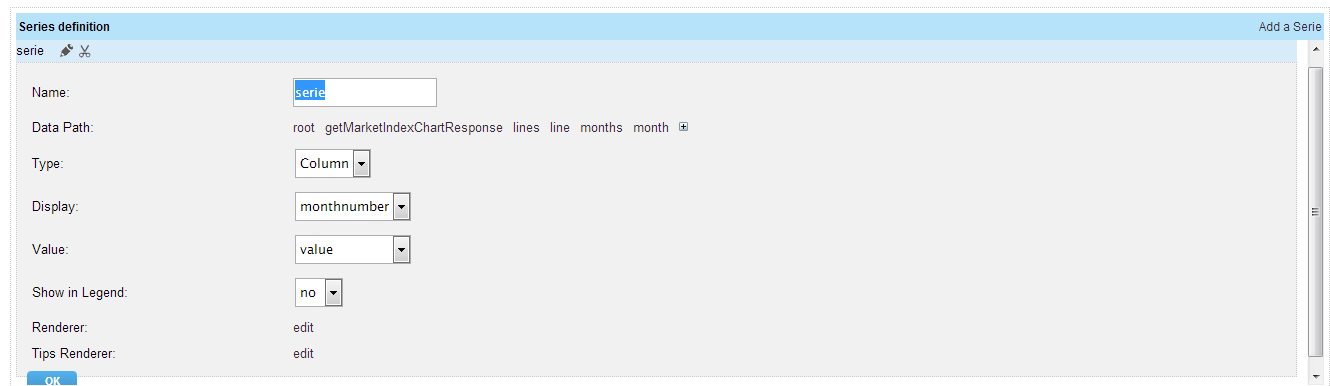 Series definition Add a Serie
serie
Name: serie
Data Path: root getMarketIndexChartResponse lines line months month
Type: Column
Display: monthnumber
Value: value
Show in Legend: no
Renderer: edit
Tips Renderer: edit
OK